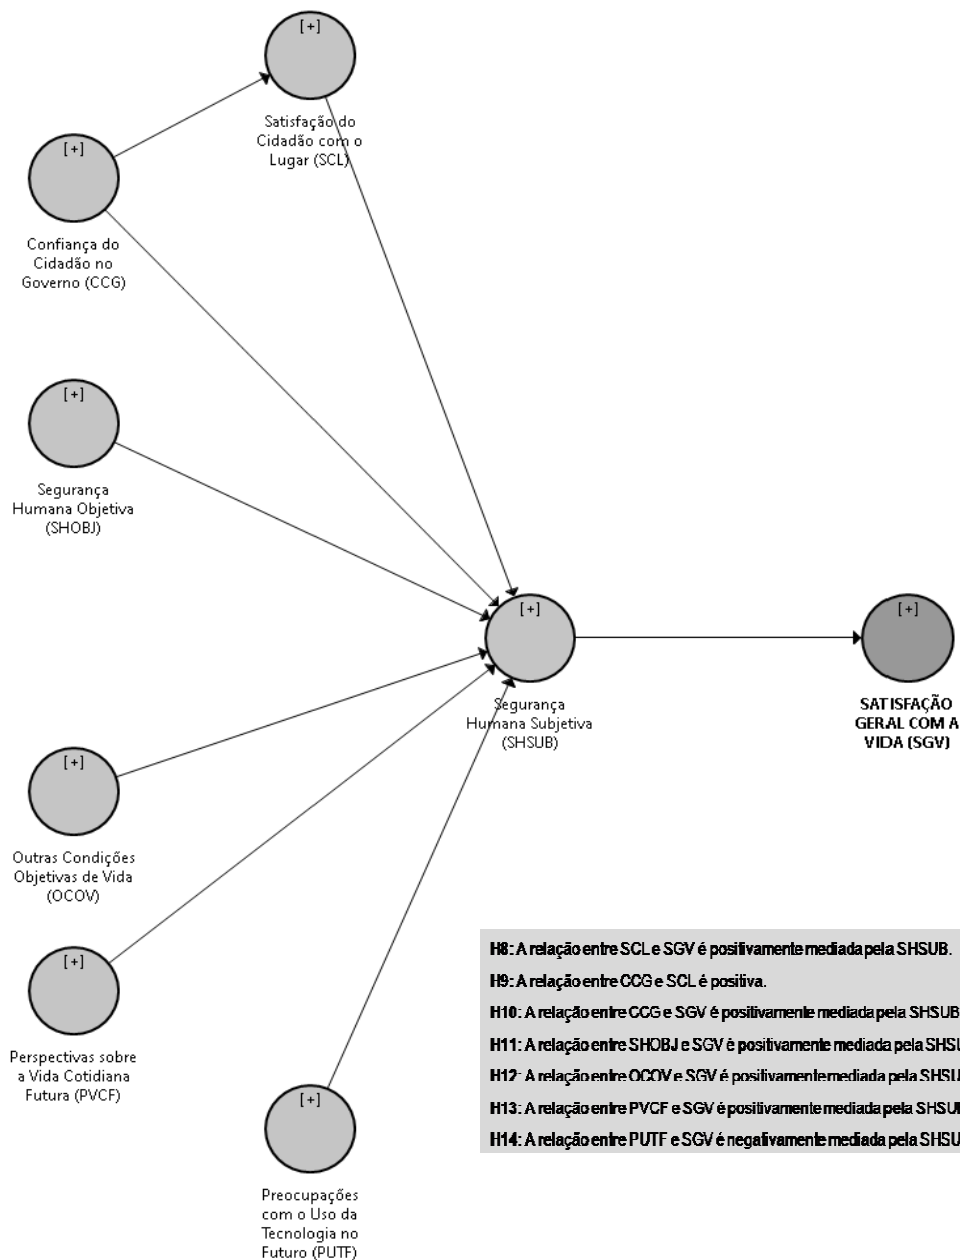 [+]
Satisfação do
Cidadão com o
Lugar (SCL)
[+]
Confiança do
Cidadão no
Governo (CCG)
[+]
Segurança
Humana Objetiva
(SHOBJ)
[+]
Segurança
Humana Subjetiva
(SHSUB)
[+]
SATISFAÇÃO
GERAL COM A
VIDA (SGV)
[+]
Outras Condições
Objetivas de Vida
(OCOV)
[+]
Perspectivas sobre
a Vida Cotidiana
Futura (PVCF)
[+]
Preocupações
com o Uso da
Tecnologia no
Futuro (PUTF)
H8: A relação entre SCL e SGV é positivamente mediada pela SHSUB.
H9: A relação entre CCG e SCL é positiva.
H10: A relação entre CCG e SGV é positivamente mediada pela SHSUB
H11: A relação entre SHOBJ e SGV é positivamente mediada pela SHSU
H12: A relação entre OCOV e SGV é positivamente mediada pela SHSU
H13: A relação entre PVCF e SGV é positivamente mediada pela SHSUB
H14: A relação entre PUTF e SGV é negativamente mediada pela SHSU